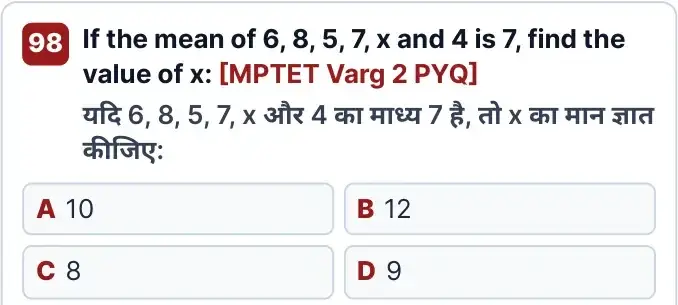 98 If the mean of 6, 8, 5, 7, x and 4 is 7, find the
value of x: [MPTET Varg 2 PYQ]
यदि 6, 8, 5, 7, x और 4 का माध्य 7 है, तो x का मान ज्ञात
कीजिए:
A 10
B 12
C 8
D 9